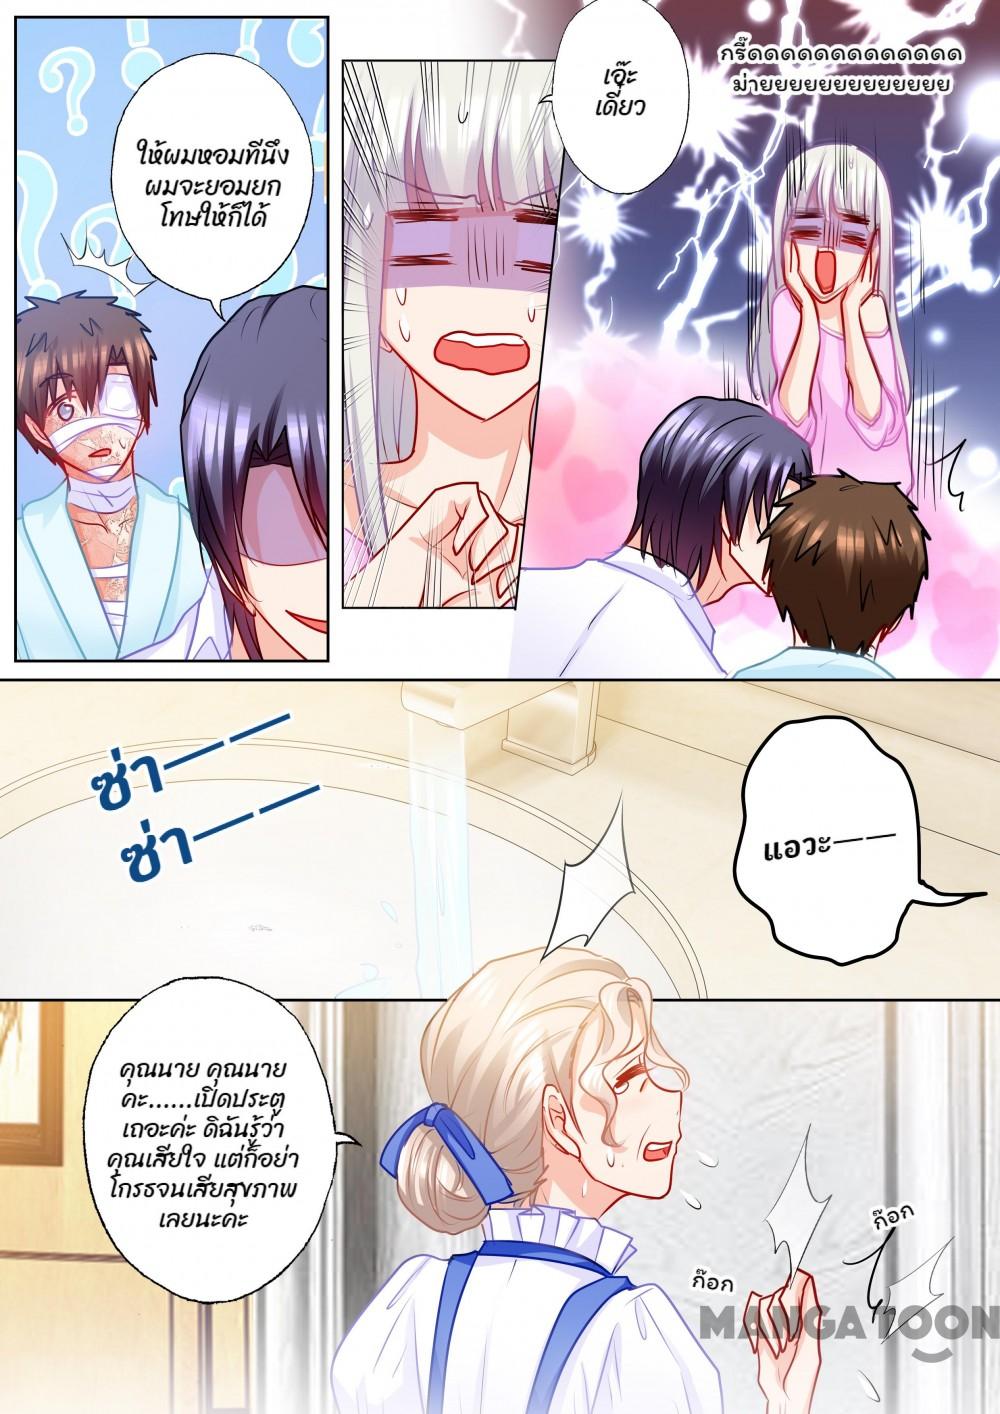 ให้ผมหอมทีนึง
ผมจะยอมยก
โทษให้ก็ได้
เอ๊ะ
เดี๋ยว
กรี๊ดดดดดดดดดดดดด
ม่ายยยยยยยยยยยยยย
ซ่า——
ซ่า——
แอวะ——
คุณนาย คุณนาย
คะ......เปิดประตู
เถอะค่ะ ดิฉันรู้ว่า
คุณเสียใจ แต่ก็อย่า
โกรธจนเสียสุขภาพ
เลยนะคะ
ก๊อก
ก๊อก
MANGATOON